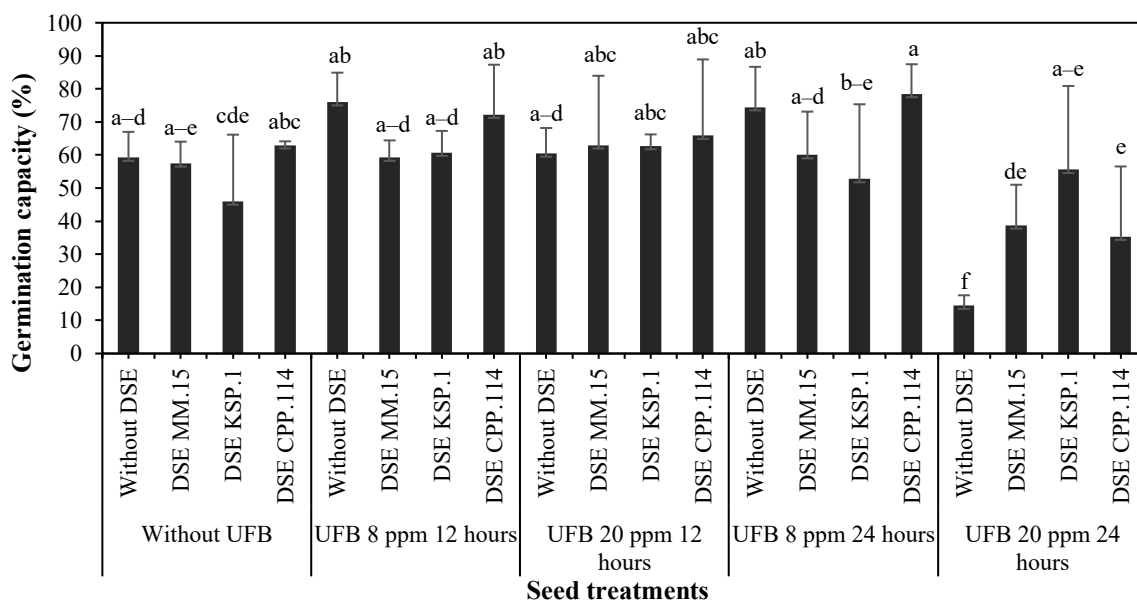 Germination capacity (%)
100
90
80
70
60
50
40
30
20
10
0
a–d
a–e
cde
abc
ab
a–d
a–d
a
a–d
abc
abc
abc
ab
a–d
b–e
a
f
de
a–e
e
Without DSE
DSE MM.15
DSE KSP.1
DSE CPP.114
Without DSE
DSE MM.15
DSE KSP.1
DSE CPP.114
Without DSE
DSE MM.15
DSE KSP.1
DSE CPP.114
Without DSE
DSE MM.15
DSE KSP.1
DSE CPP.114
Without DSE
DSE MM.15
DSE KSP.1
DSE CPP.114
Without UFB
UFB 8 ppm 12 hours
UFB 20 ppm 12
hours
UFB 8 ppm 24 hours
UFB 20 ppm 24
hours
Seed treatments